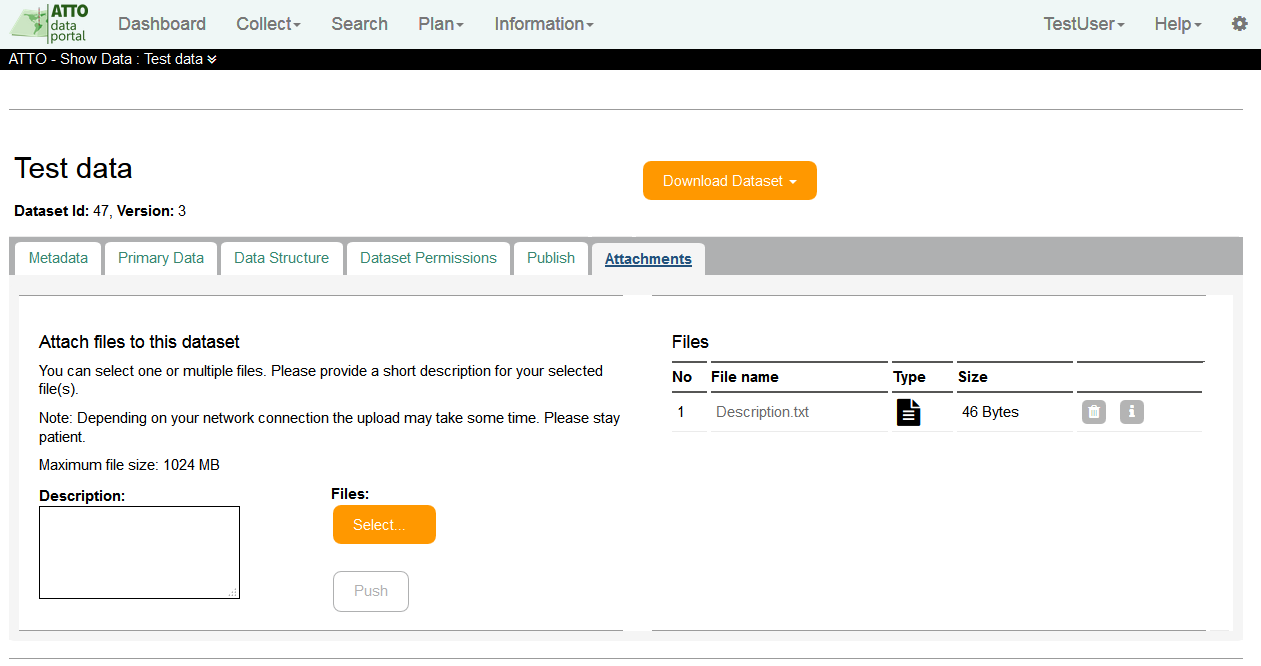 ATTO
data
portal
Dashboard Collect Search Plan Information TestUser Help
ATTO - Show Data : Test data
Test data
Download Dataset
Dataset Id: 47, Version: 3
Metadata Primary Data Data Structure Dataset Permissions Publish Attachments
Attach files to this dataset
You can select one or multiple files. Please provide a short description for your selected
file(s).
Note: Depending on your network connection the upload may take some time. Please stay
patient.
Maximum file size: 1024 MB
Description:
Files:
Select...
Push
Files
No File name Type Size
1 Description.txt 46 Bytes